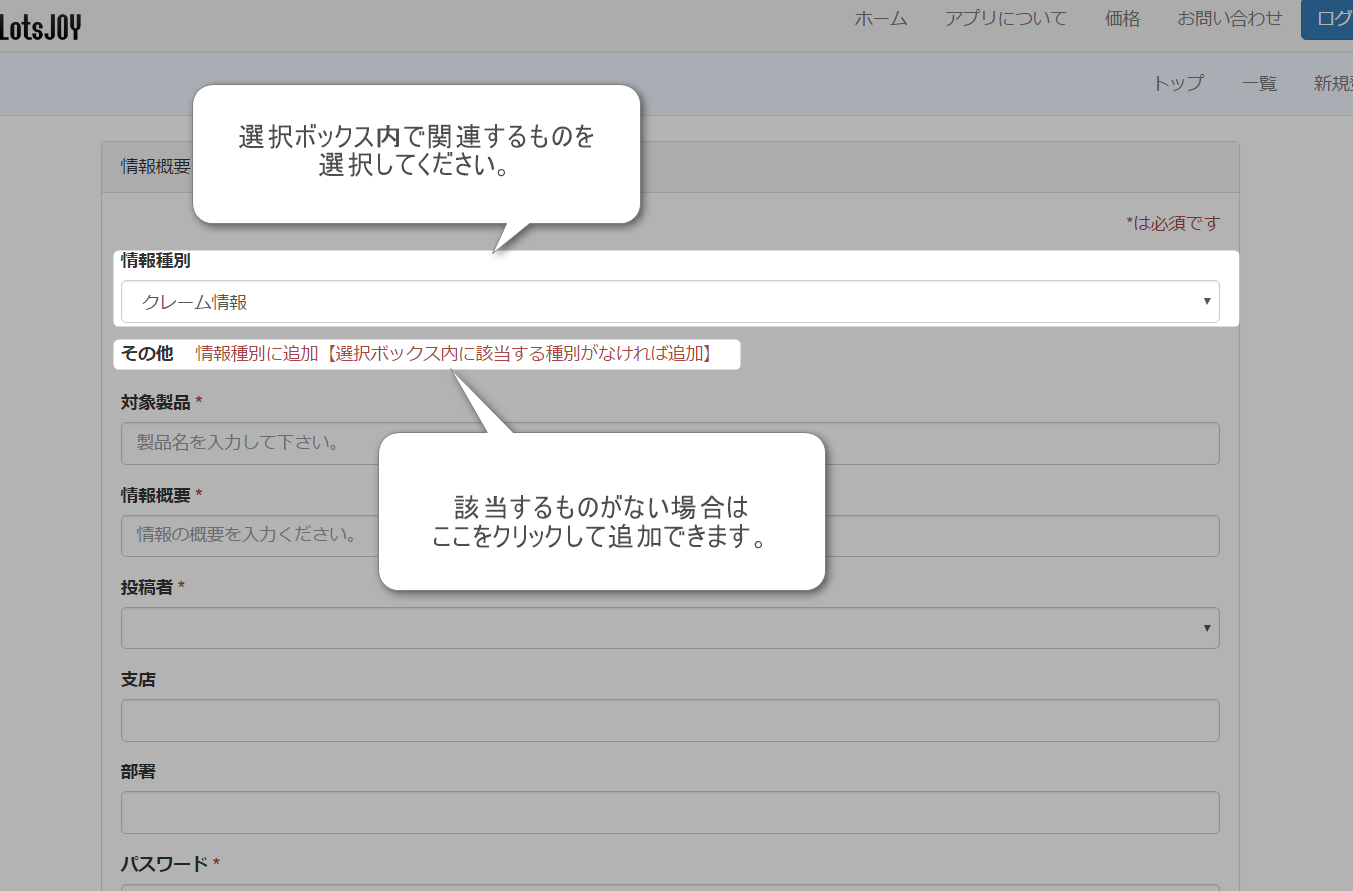 LotsJOY
ホーム アプリについて 価格 お問い合わせ ログ
トップ 一覧 新規
選択ボックス内で関連するものを
選択してください。
情報概要
*は必須です
情報種別
クレーム情報
その他 情報種別に追加【選択ボックス内に該当する種別がなければ追加】
対象製品 *
製品名を入力して下さい。
情報概要 *
情報の概要を入力ください。
該当するものがない場合は
ここをクリックして追加できます。
投稿者 *
支店
部署
パスワード *